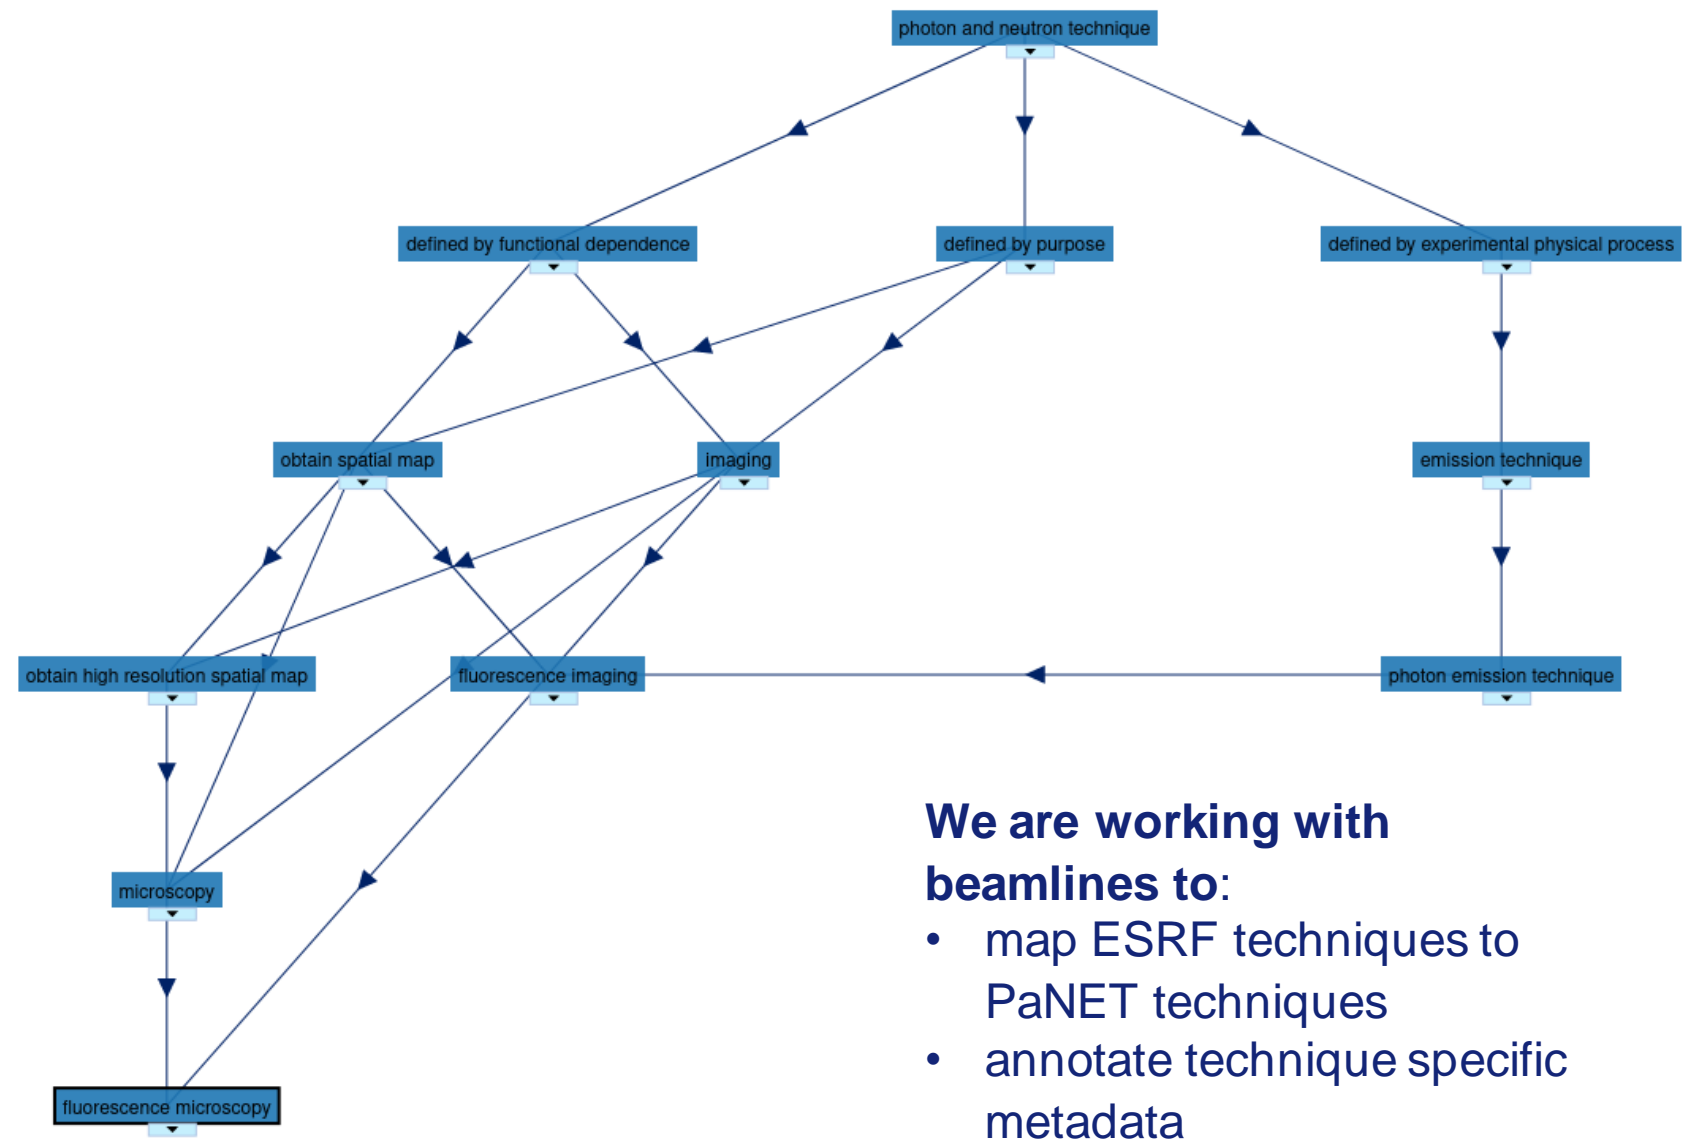 photon and neutron technique
defined by functional dependence
defined by purpose
defined by experimental physical process
obtain spatial map
imaging
emission technique
obtain high resolution spatial map
fluorescence imaging
photon emission technique
We are working with
beamlines to:
• map ESRF techniques to
PaNET techniques
• annotate technique specific
metadata
microscopy
fluorescence microscopy